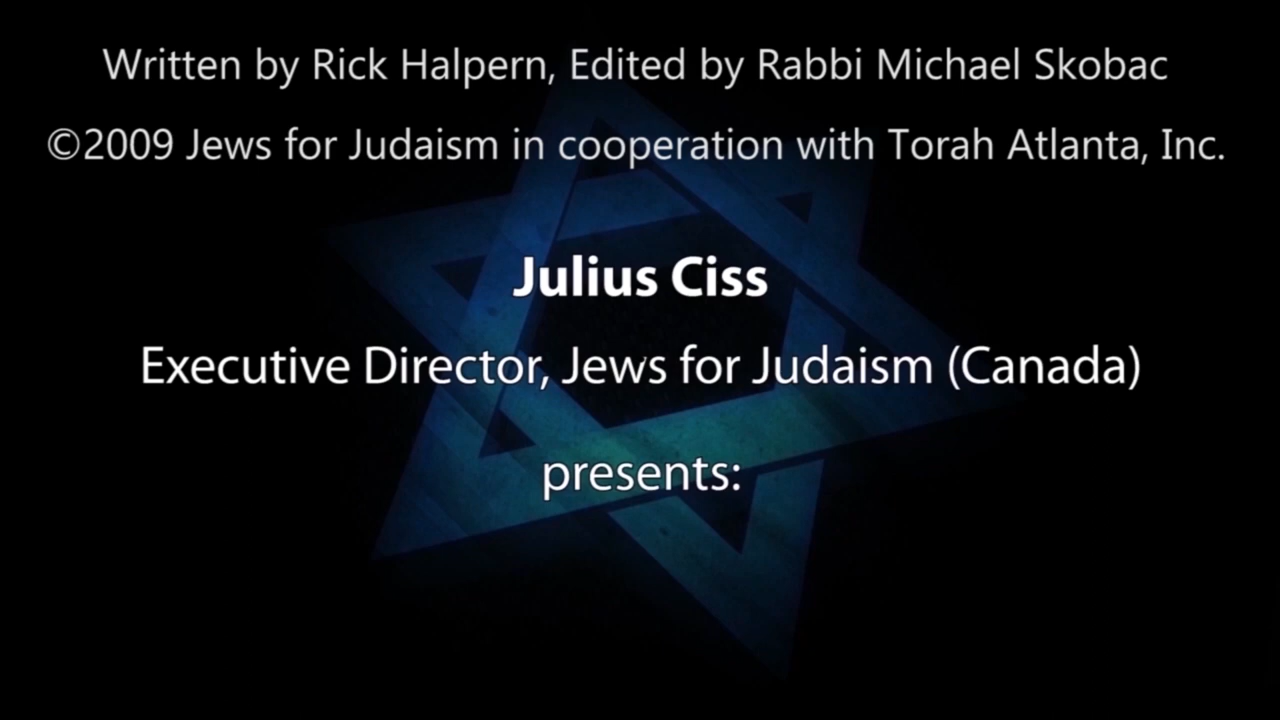 Written by Rick Halpern, Edited by Rabbi Michael Skobac
©2009 Jews for Judaism in cooperation with Torah Atlanta, Inc.
Julius Ciss
Executive Director, Jews for Judaism (Canada)
presents: